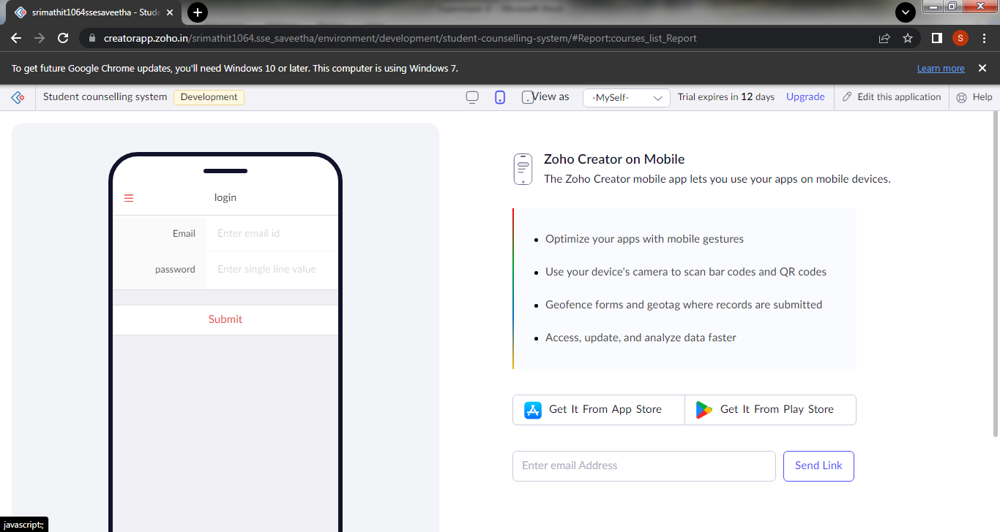 srimathit1064ssesaveetha - Stude
creatorapp.zoho.in/srimathit1064.sse_saveetha/environment/development/student-counselling-system/#Report:courses_list_Report
S
To get future Google Chrome updates, you'll need Windows 10 or later. This computer is using Windows 7.
Learn more
Student counselling system
Development
View as
-MySelf-
Trial expires in 12 days
Upgrade
Edit this application
Help
login
Email
Enter email id
password
Enter single line value
Submit
Zoho Creator on Mobile
The Zoho Creator mobile app lets you use your apps on mobile devices.
Optimize your apps with mobile gestures
Use your device's camera to scan bar codes and QR codes
Geofence forms and geotag where records are submitted
Access, update, and analyze data faster
Get It From App Store
Get It From Play Store
Enter email Address
Send Link
javascript:;